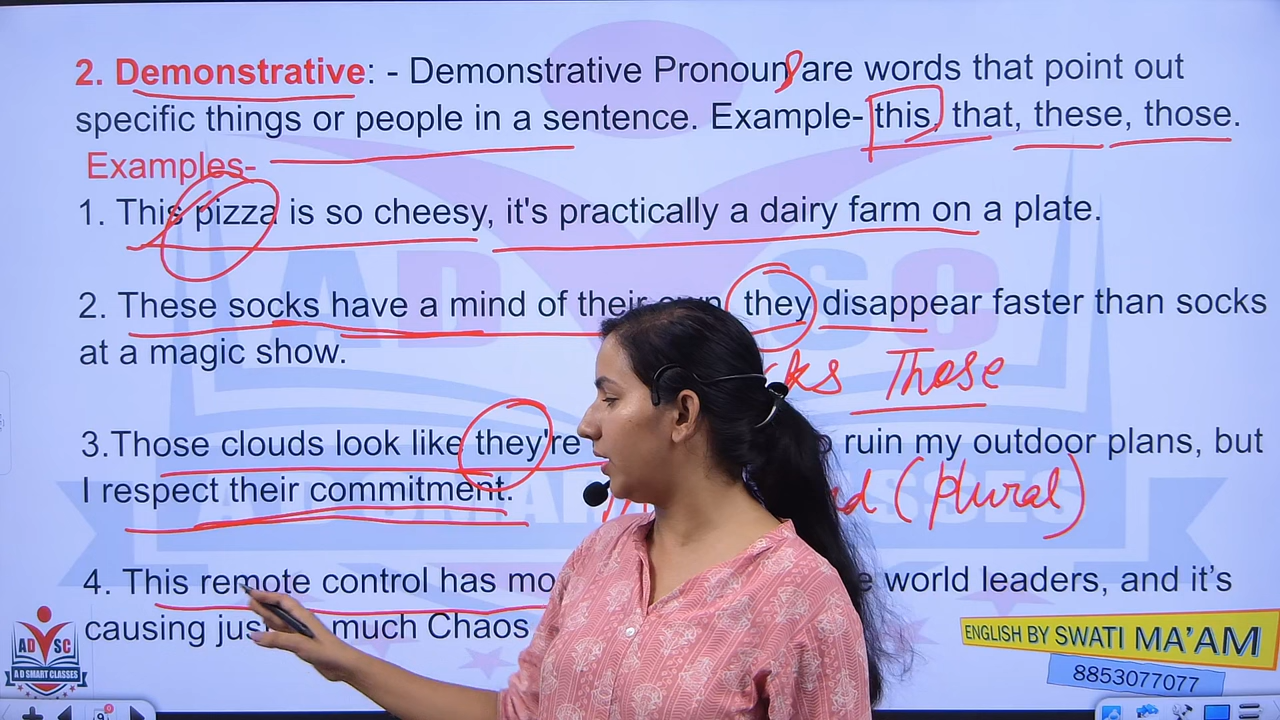 2. Demonstrative: - Demonstrative Pronoun are words that point out
specific things or people in a sentence. Example- this, that, these, those.
Examples-
1. This pizza is so cheesy, it's practically a dairy farm on a plate.
2. These socks have a mind of their own, they disappear faster than socks
at a magic show.
These
3.Those clouds look like they're ruin my outdoor plans, but
I respect their commitment.
(plural)
4. This remote control has world leaders, and it's
causing much Chaos
AD SC
A D SMART CLASSES
ENGLISH BY SWATI MA'AM
8853077077